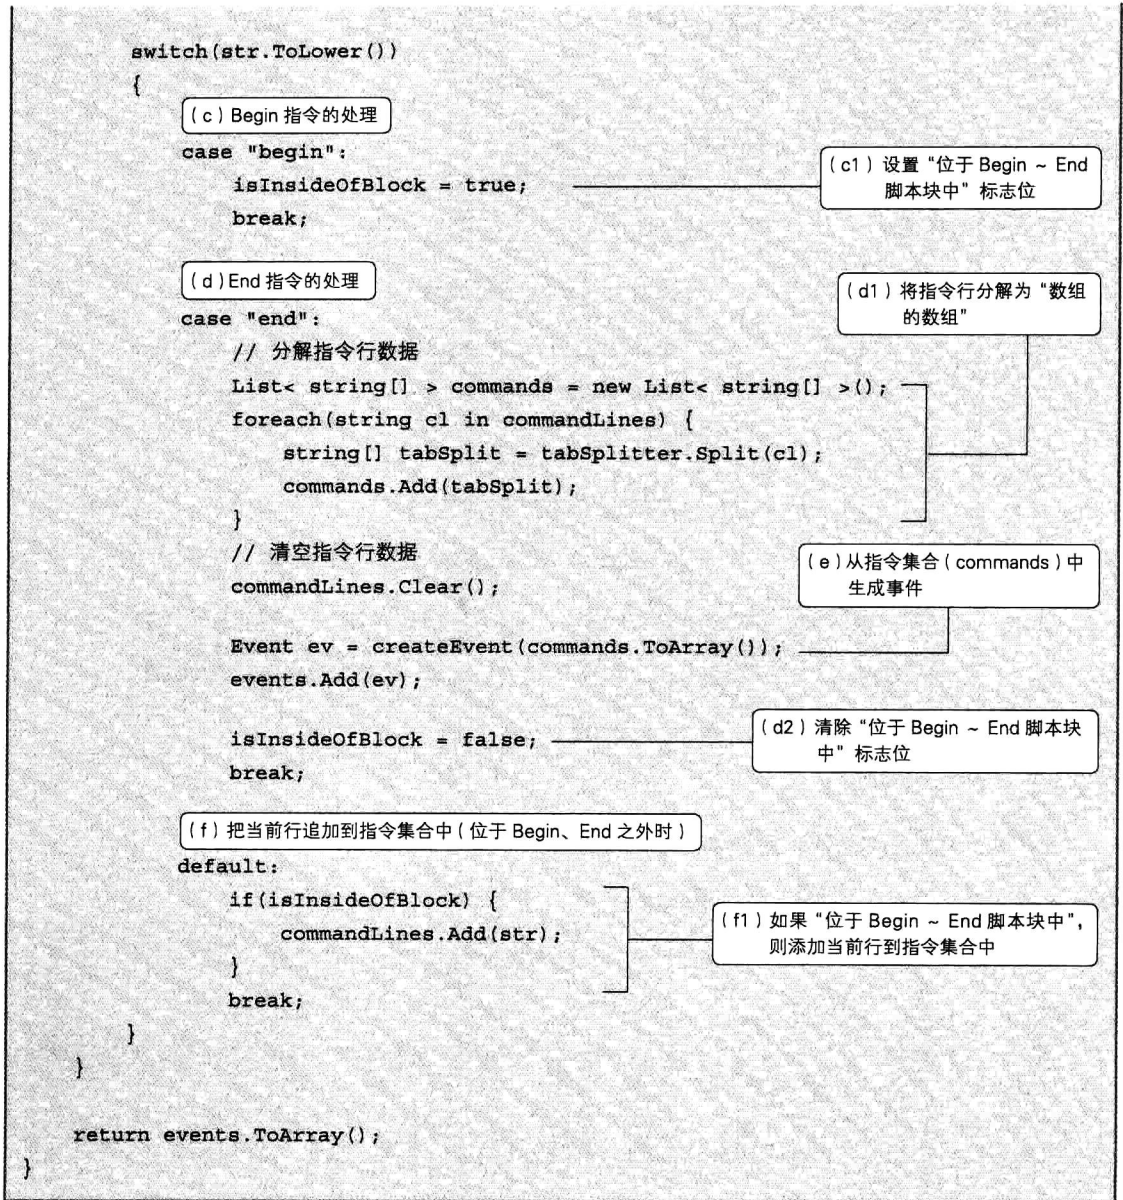 switch(str.ToLower())
{
(c) Begin 指令的处理
case "begin":
isInsideOfBlock = true;
(c1) 设置“位于 Begin ~ End
脚本块中”标志位
break;
(d) End 指令的处理
(d1) 将指令行分解为“数组
的数组”
case "end":
// 分解指令行数据
List< string[] > commands = new List< string[] >();
foreach(string cl in commandLines) {
string[] tabSplit = tabSplitter.Split(cl);
commands.Add(tabSplit);
}
// 清空指令行数据
commandLines.Clear();
(e) 从指令集合(commands)中
生成事件
Event ev = createEvent(commands.ToArray());
events.Add(ev);
isInsideOfBlock = false;
(d2) 清除“位于 Begin ~ End 脚本块
中”标志位
break;
(f) 把当前行追加到指令集合中(位于 Begin、End 之外时)
default:
if(isInsideOfBlock) {
commandLines.Add(str);
(f1) 如果“位于 Begin ~ End 脚本块中”,
则添加当前行到指令集合中
}
break;
}
}
return events.ToArray();
}